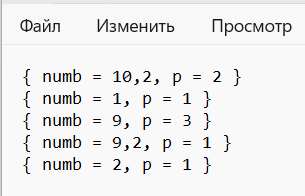 Файл Изменить Просмотр
{ numb = 10,2, p = 2 }
{ numb = 1, p = 1 }
{ numb = 9, p = 3 }
{ numb = 9,2, p = 1 }
{ numb = 2, p = 1 }